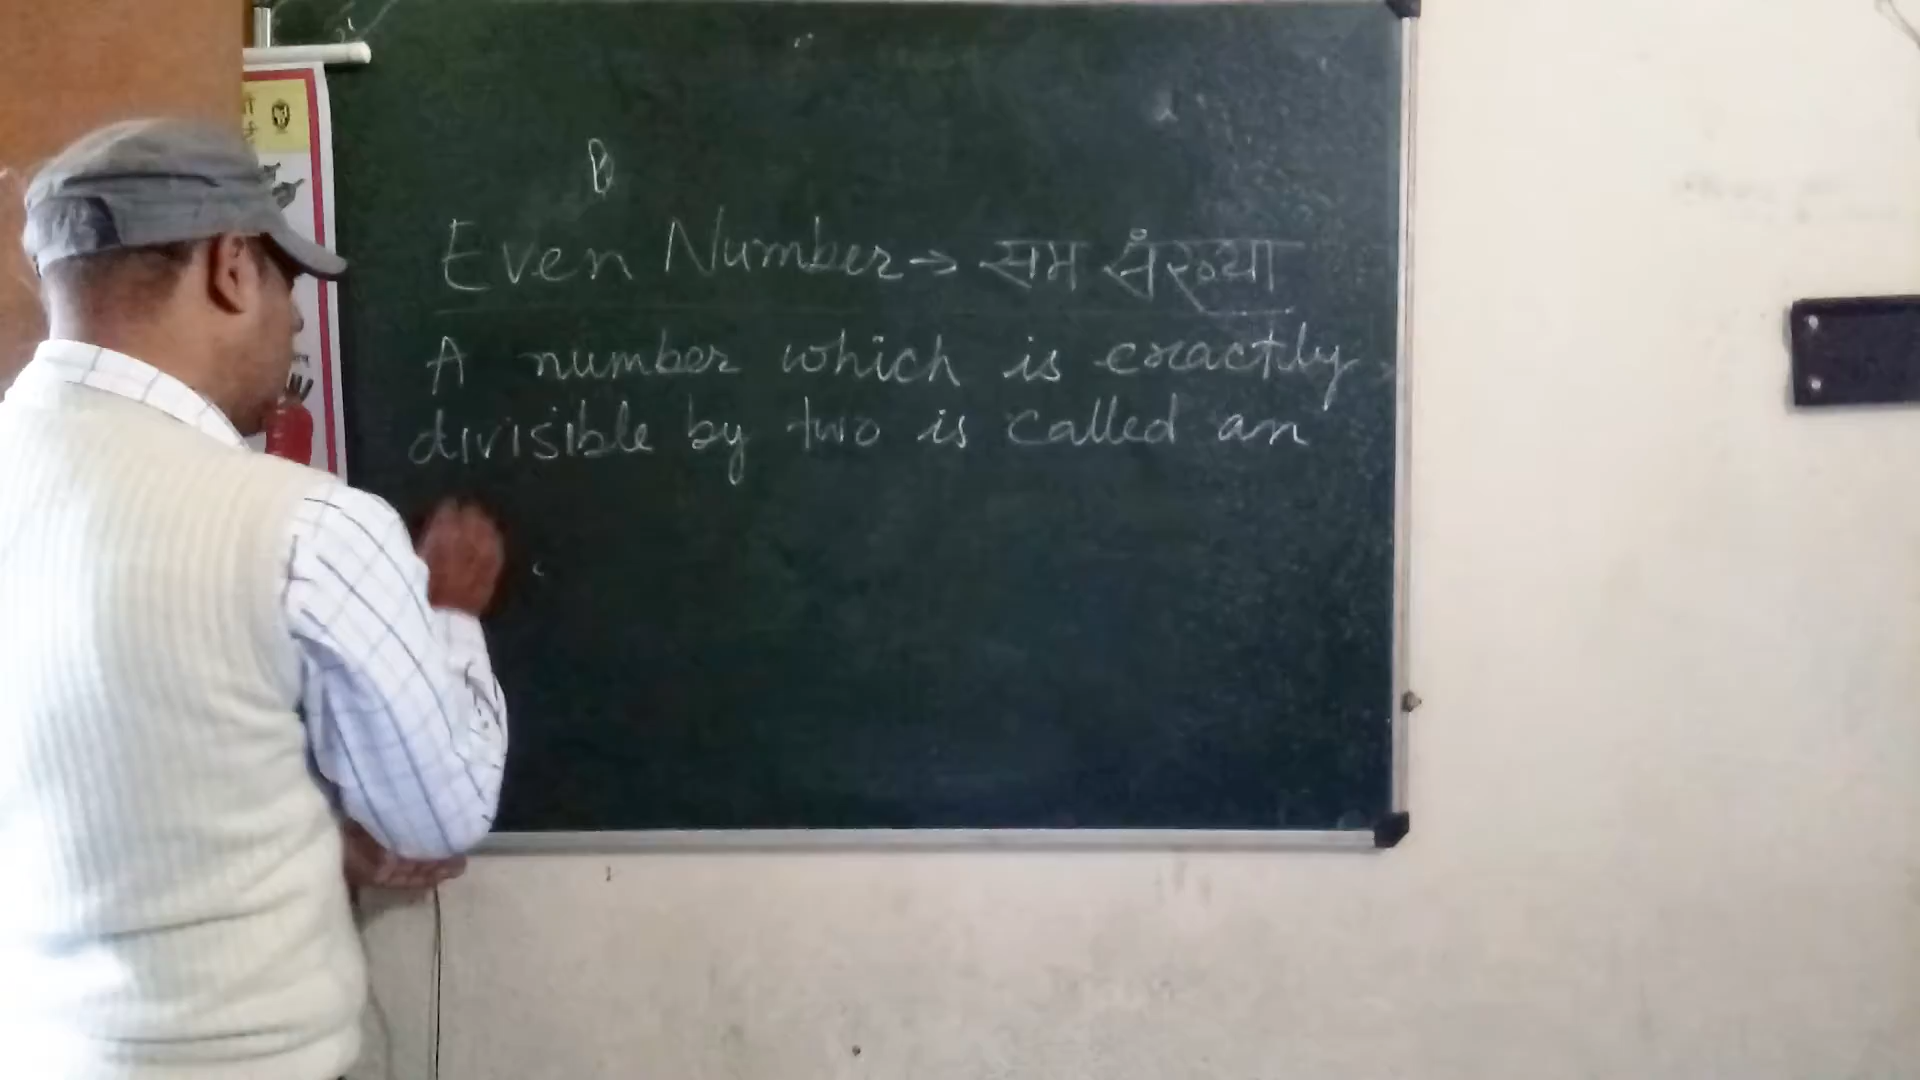 B
Even Number → सम संख्या
A number which is exactly
divisible by two is called an